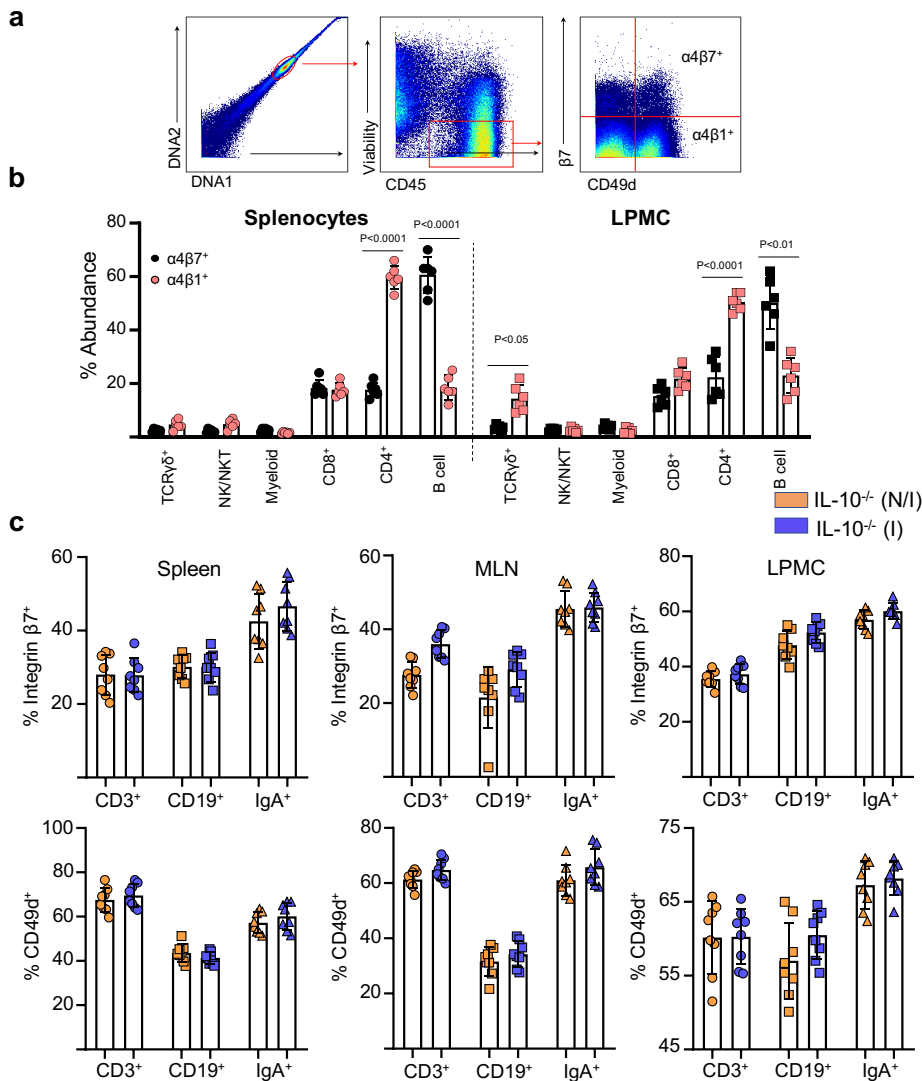 a
DNA2
DNA1
Viability
CD45
β7
CD49d
α4β7⁺
α4β1⁺
b
Splenocytes
LPMC
% Abundance
80
60
40
20
α4β7⁺
α4β1⁺
P<0.0001
P<0.0001
P<0.05
P<0.0001
P<0.01
TCRγδ⁺
NK/NKT
Myeloid
CD8⁺
CD4⁺
B cell
TCRγδ⁺
NK/NKT
Myeloid
CD8⁺
CD4⁺
B cell
IL-10⁻/⁻ (N/I)
IL-10⁻/⁻ (I)
c
Spleen
% Integrin β7⁺
60
40
20
CD3⁺
CD19⁺
IgA⁺
MLN
% Integrin β7⁺
60
40
20
CD3⁺
CD19⁺
IgA⁺
LPMC
% Integrin β7⁺
80
60
40
20
CD3⁺
CD19⁺
IgA⁺
% CD49d⁺
100
80
60
40
20
CD3⁺
CD19⁺
IgA⁺
% CD49d⁺
80
60
40
20
CD3⁺
CD19⁺
IgA⁺
% CD49d⁺
75
65
55
45
CD3⁺
CD19⁺
IgA⁺